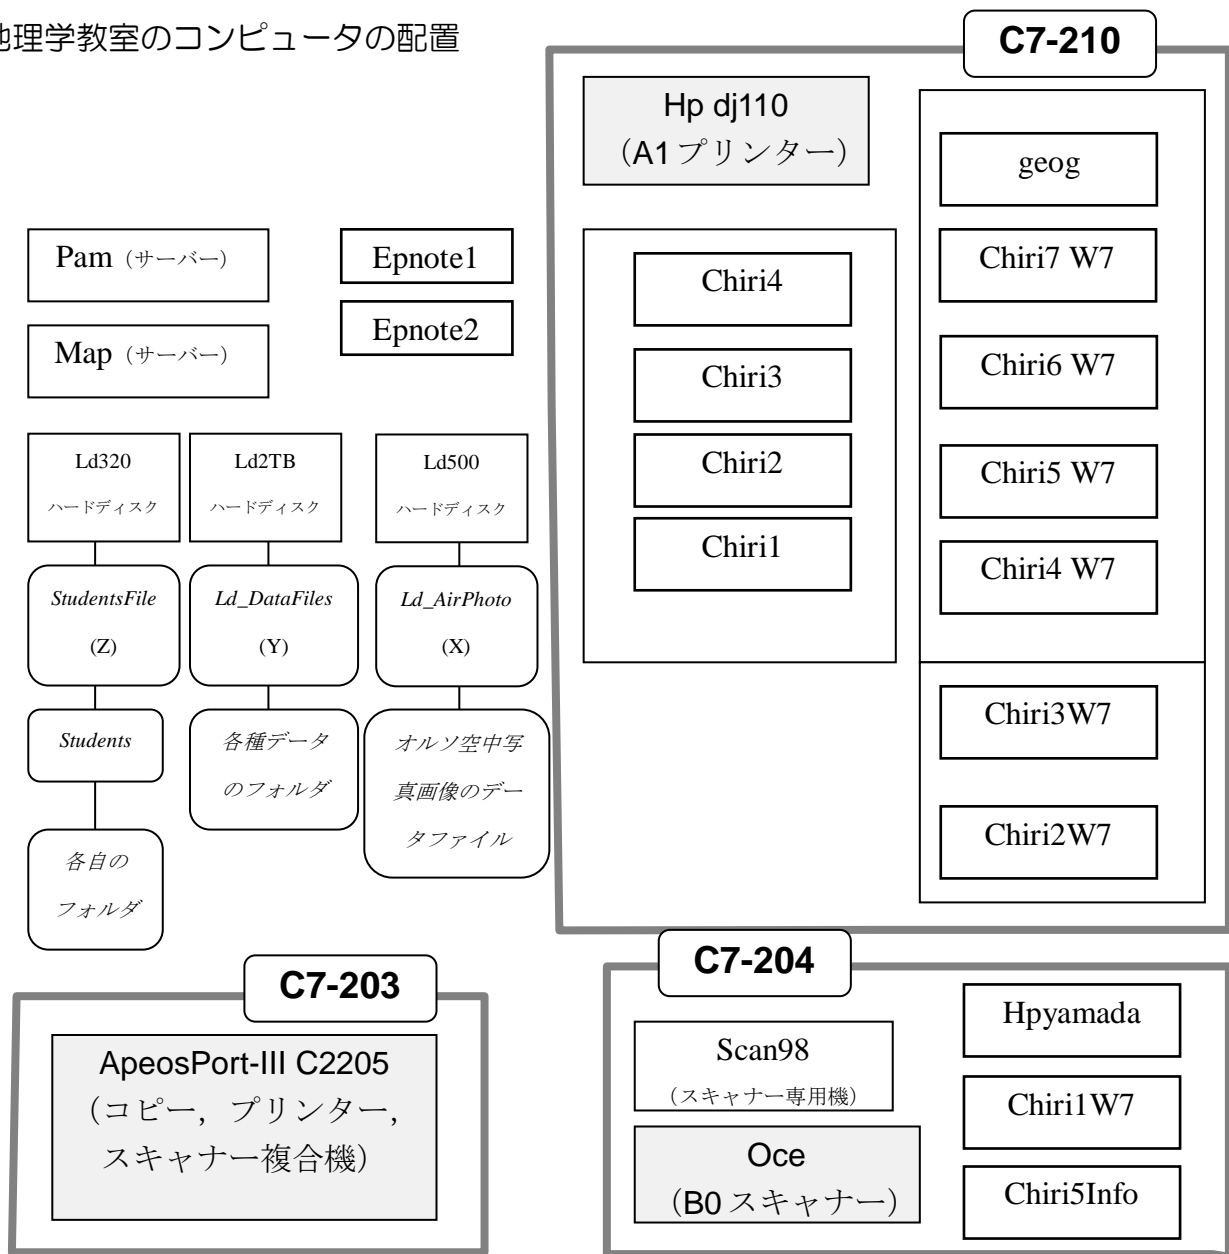 地理学教室のコンピュータの配置
C7-210
Hp dj110
（A1プリンター）
geog
Chiri7 W7
Chiri6 W7
Chiri5 W7
Chiri4 W7
Chiri3W7
Chiri2W7
Chiri4
Chiri3
Chiri2
Chiri1
Pam（サーバー）
Map（サーバー）
Epnote1
Epnote2
Ld320
ハードディスク
StudentsFile
(Z)
Students
各自の
フォルダ
Ld2TB
ハードディスク
Ld_DataFiles
(Y)
各種データ
のフォルダ
Ld500
ハードディスク
Ld_AirPhoto
(X)
オルソ空中写
真画像のデー
タファイル
C7-203
ApeosPort-III C2205
（コピー，プリンター，
スキャナー複合機）
C7-204
Scan98
（スキャナー専用機）
Oce
（B0スキャナー）
Hpyamada
Chiri1W7
Chiri5Info